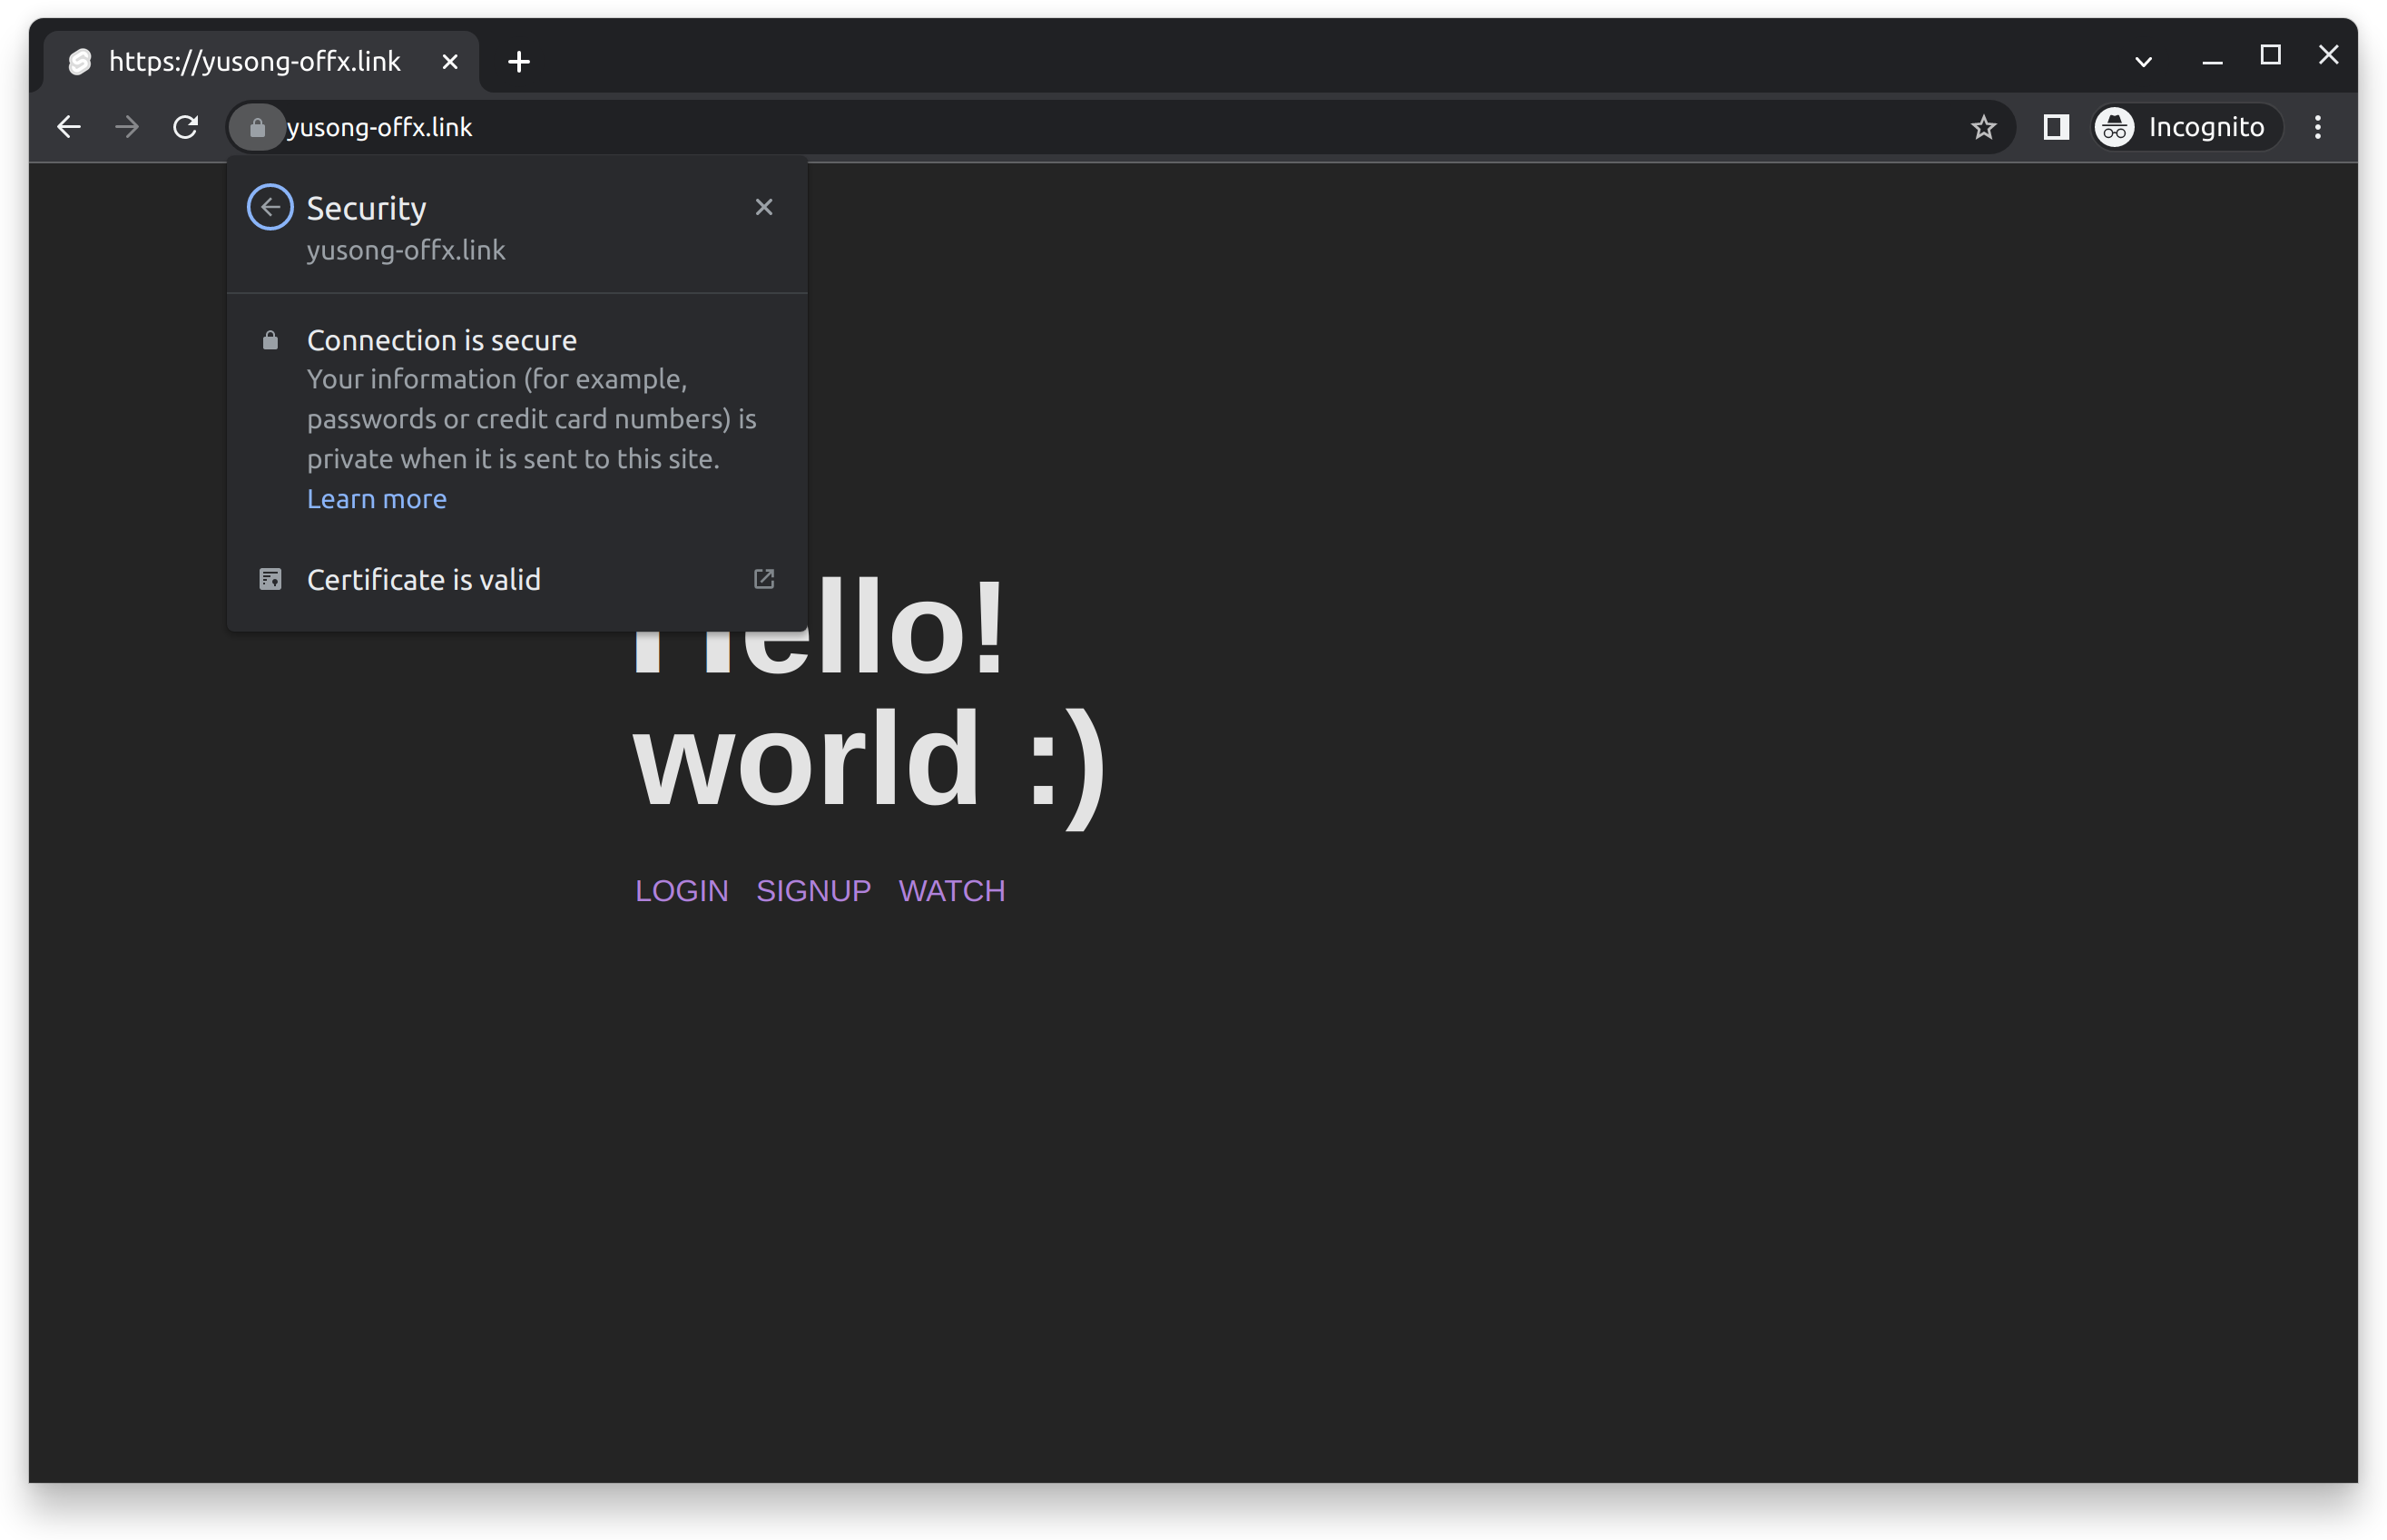 https://yusong-offx.link
yusong-offx.link
Incognito
Security
yusong-offx.link
Connection is secure
Your information (for example,
passwords or credit card numbers) is
private when it is sent to this site.
Learn more
Certificate is valid
Hello!
world :)
LOGIN SIGNUP WATCH